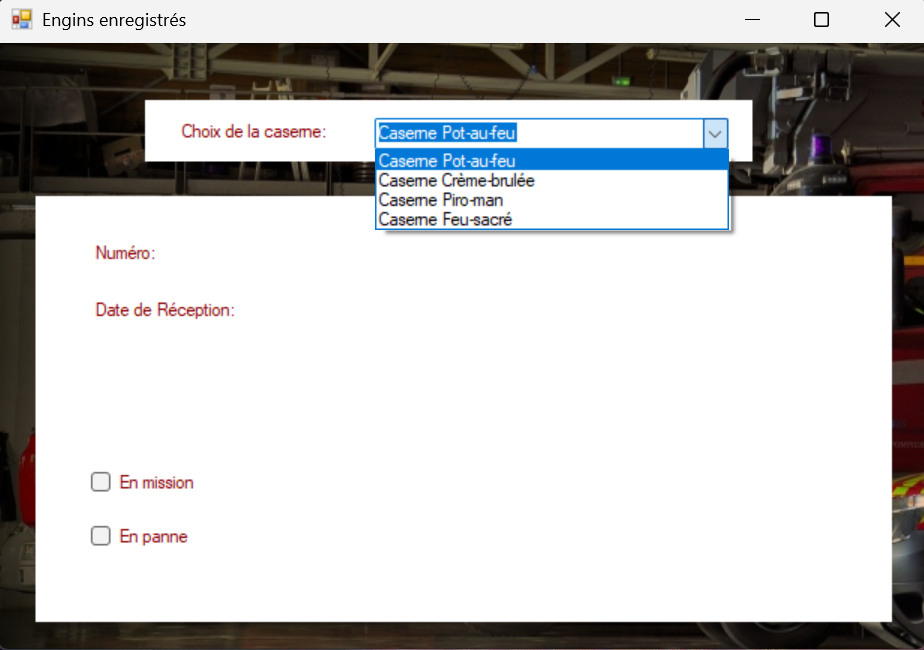 Engins enregistrés
Choix de la caserne:
Caserne Pot-au-feu
Caserne Pot-au-feu
Caserne Crème-brulée
Caserne Piro-man
Caserne Feu-sacré
Numéro:
Date de Réception:
En mission
En panne